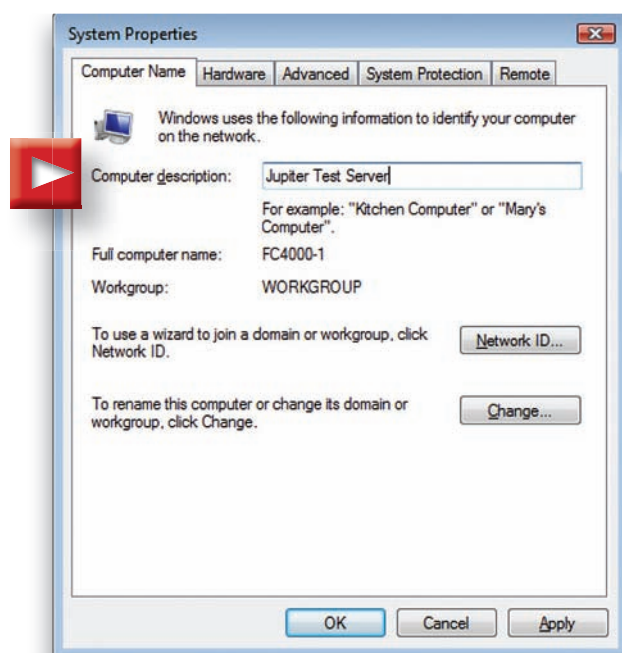 System Properties
Computer Name Hardware Advanced System Protection Remote
Windows uses the following information to identify your computer
on the network.
Computer description: Jupiter Test Server
For example: "Kitchen Computer" or "Mary's
Computer".
Full computer name: FC4000-1
Workgroup: WORKGROUP
To use a wizard to join a domain or workgroup, click
Network ID.
Network ID...
To rename this computer or change its domain or
workgroup, click Change.
Change...
OK Cancel Apply